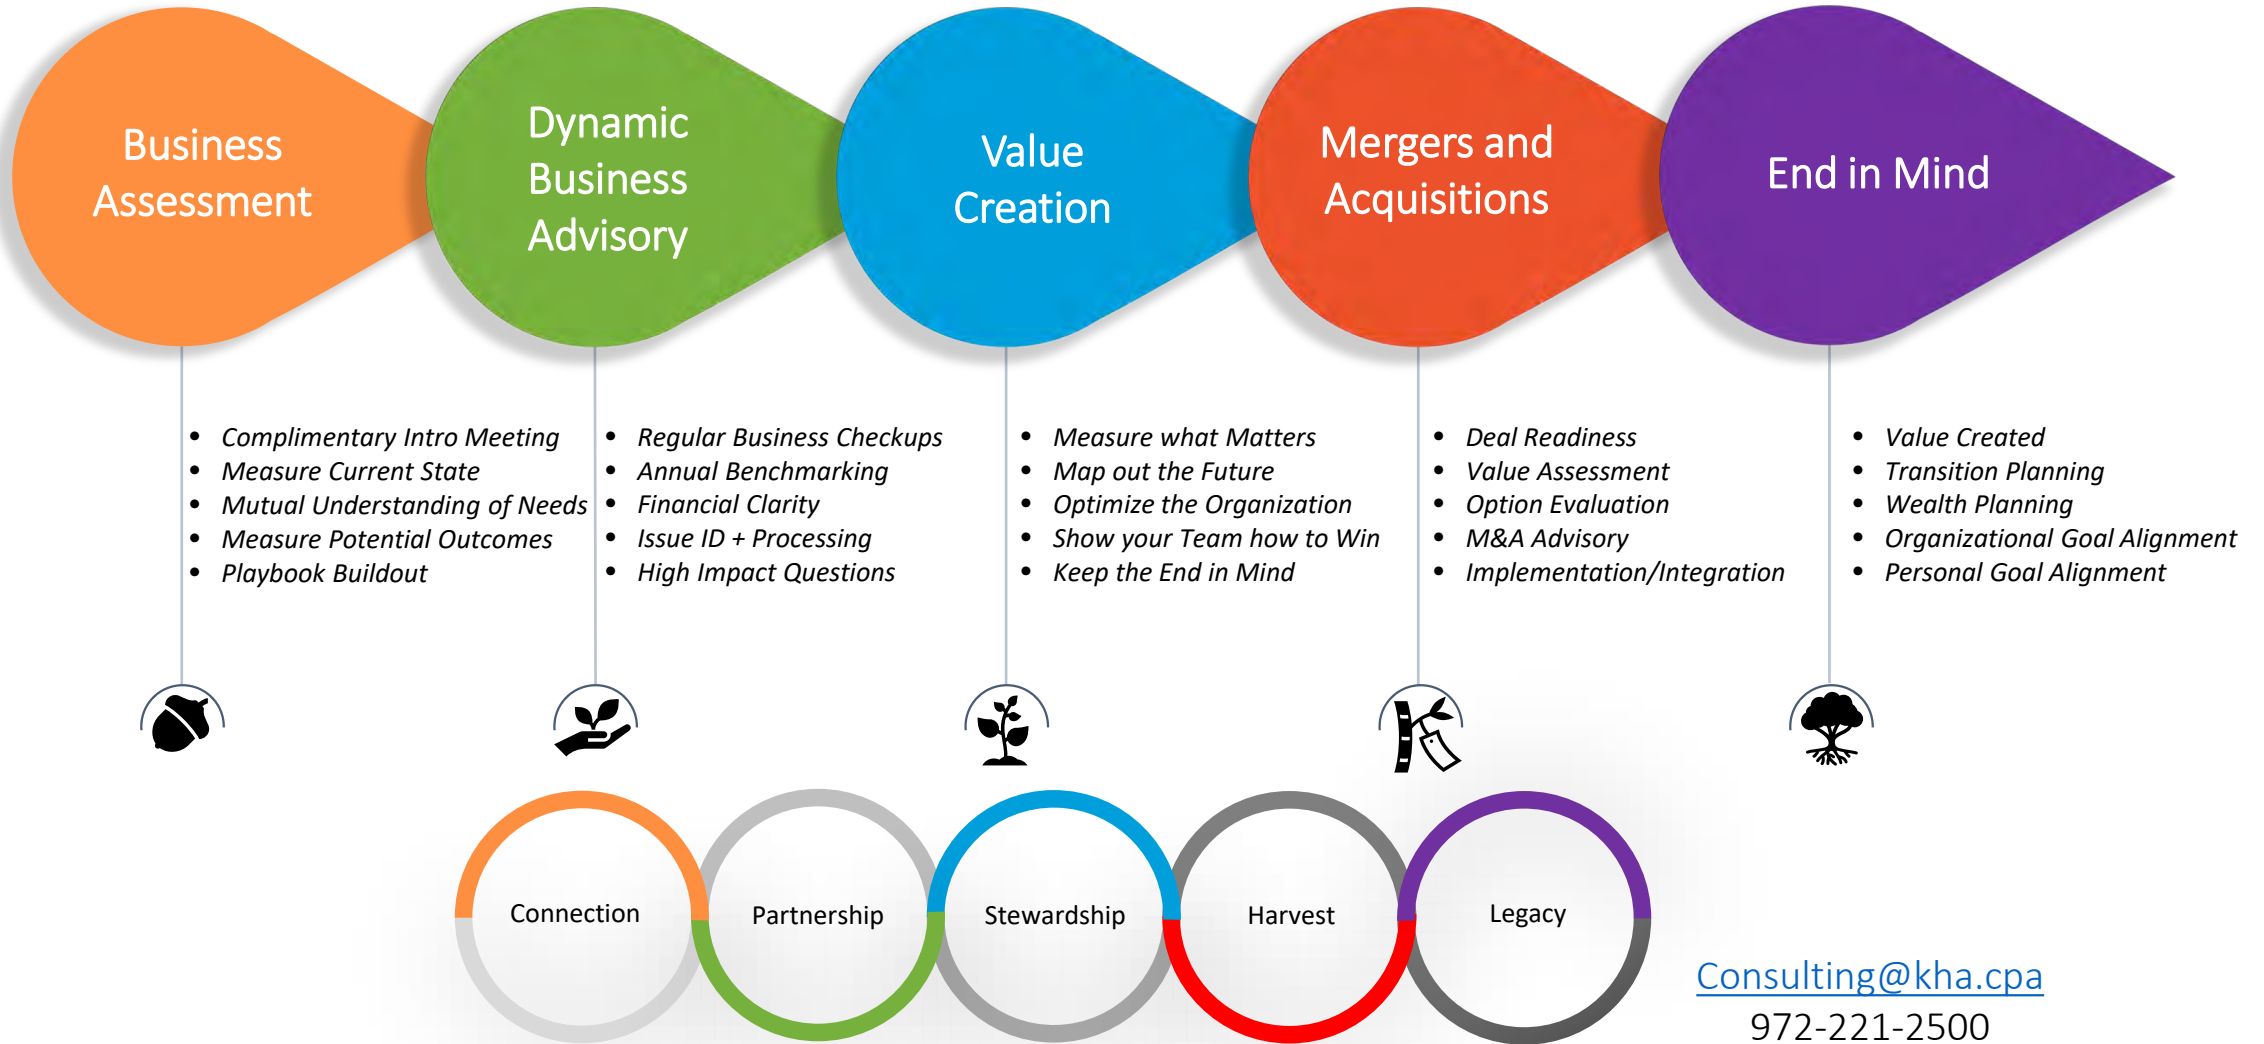 Business
Assessment
Dynamic
Business
Advisory
Value
Creation
Mergers and
Acquisitions
End in Mind
• Complimentary Intro Meeting
• Measure Current State
• Mutual Understanding of Needs
• Measure Potential Outcomes
• Playbook Buildout
• Regular Business Checkups
• Annual Benchmarking
• Financial Clarity
• Issue ID + Processing
• High Impact Questions
• Measure what Matters
• Map out the Future
• Optimize the Organization
• Show your Team how to Win
• Keep the End in Mind
• Deal Readiness
• Value Assessment
• Option Evaluation
• M&A Advisory
• Implementation/Integration
• Value Created
• Transition Planning
• Wealth Planning
• Organizational Goal Alignment
• Personal Goal Alignment
Connection
Partnership
Stewardship
Harvest
Legacy
Consulting@kha.cpa
972-221-2500